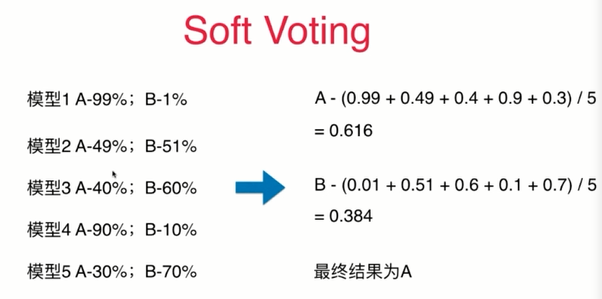 Soft Voting
模型1 A-99%；B-1%
模型2 A-49%；B-51%
模型3 A-40%；B-60%
模型4 A-90%；B-10%
模型5 A-30%；B-70%
A - (0.99 + 0.49 + 0.4 + 0.9 + 0.3) / 5
= 0.616
B - (0.01 + 0.51 + 0.6 + 0.1 + 0.7) / 5
= 0.384
最终结果为A